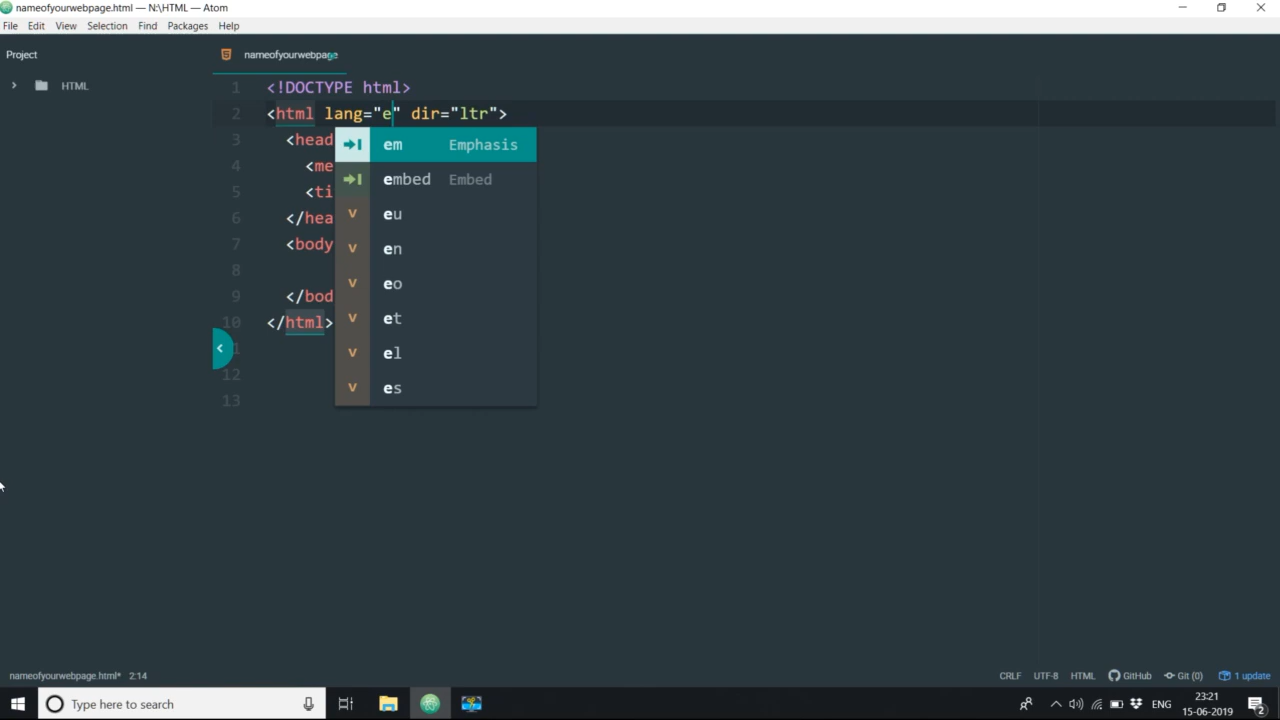 nameofyourwebpage.html — N:\HTML — Atom
File Edit View Selection Find Packages Help
Project
nameofyourwebpage
HTML
1 <!DOCTYPE html>
2 <html lang="e" dir="ltr">
3 <head
4 <me
5 <ti
6 </hea
7 <body
8
9 </bod
10 </html>
1
12
13
em Emphasis
embed Embed
v eu
v en
v eo
v et
v el
v es
nameofyourwebpage.html* 2:14
CRLF UTF-8 HTML GitHub Git (0) 1 update
Type here to search
ENG
23:21
15-06-2019
2